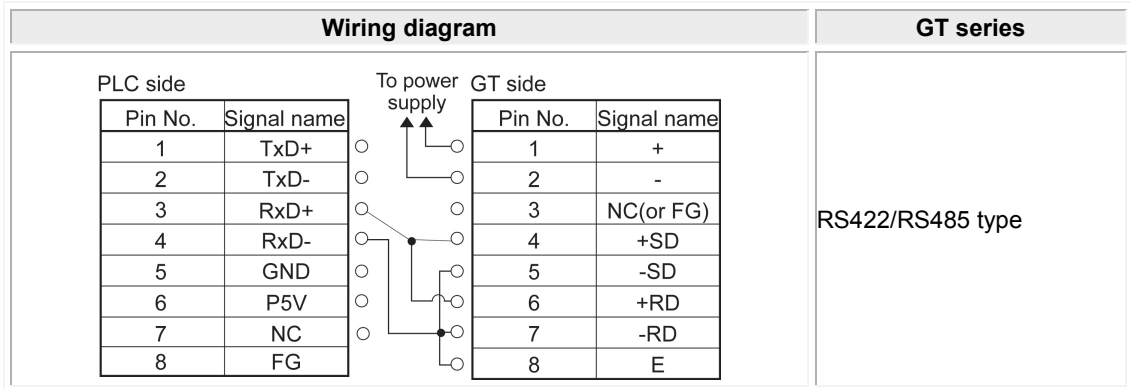 Wiring diagram GT series
PLC side To power supply GT side
Pin No. Signal name Pin No. Signal name
1 TxD+ 1 +
2 TxD- 2 -
3 RxD+ 3 NC(or FG)
4 RxD- 4 +SD
5 GND 5 -SD
6 P5V 6 +RD
7 NC 7 -RD
8 FG 8 E
RS422/RS485 type